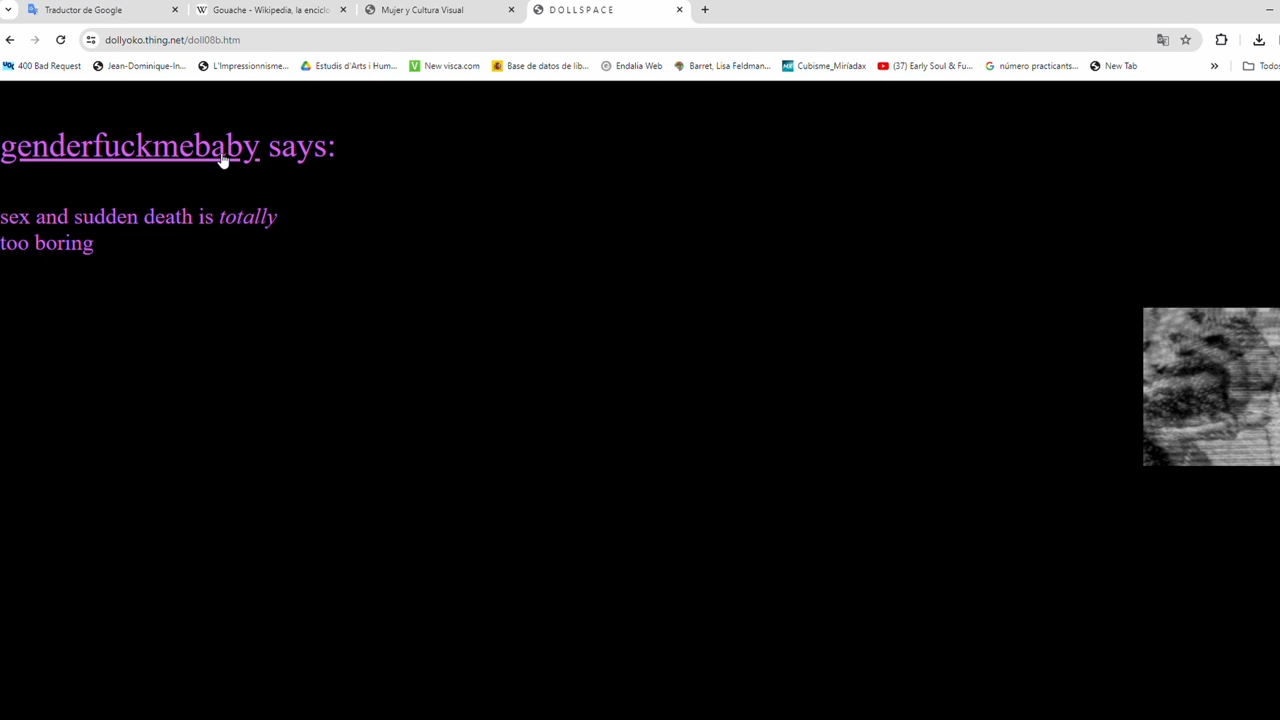 Traductor de Google
Gouache - Wikipedia, la enciclo
Mujer y Cultura Visual
D O L L S P A C E
dollyoko.thing.net/doll08b.htm
400 Bad Request
Jean-Dominique-In...
L'Impressionnisme...
Estudis d'Arts i Hum...
New visca.com
Base de datos de lib...
Endalia Web
Barret, Lisa Feldman...
Cubisme_Miríadax
(37) Early Soul & Fu...
número practicants...
New Tab
»
Todos
genderfuckmebaby says:
sex and sudden death is totally
too boring